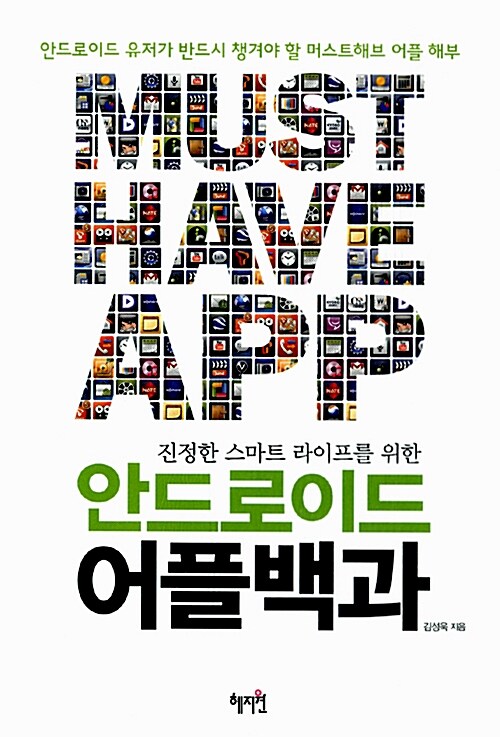 안드로이드 유저가 반드시 챙겨야 할 머스트해브 어플 해부
MUST
HAVE
APP
진정한 스마트 라이프를 위한
안드로이드
어플백과
김성욱 지음
혜지원